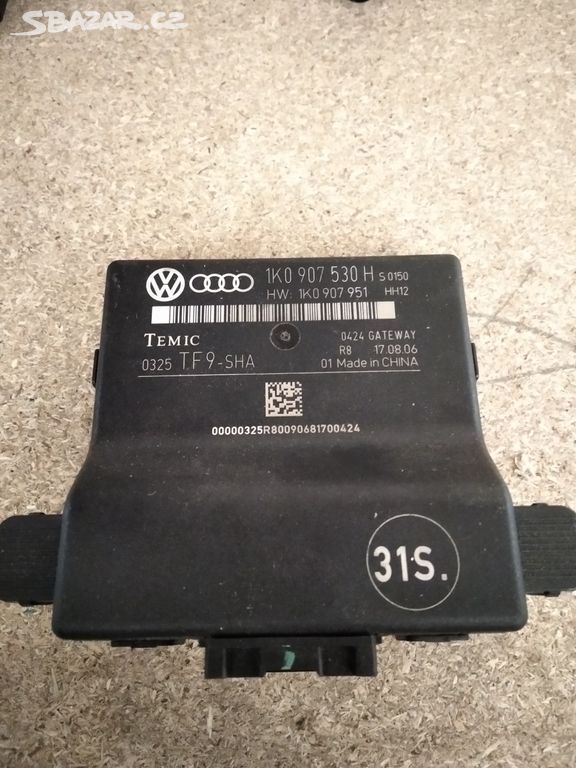 SBAZAR.CZ
1K0 907 530 H S 0150
HW: 1K0 907 951 HH12
TEMIC
0424 GATEWAY
R8 17.08.06
0325 TF9-SHA
01 Made in CHINA
00000325R80090681700424
31S.